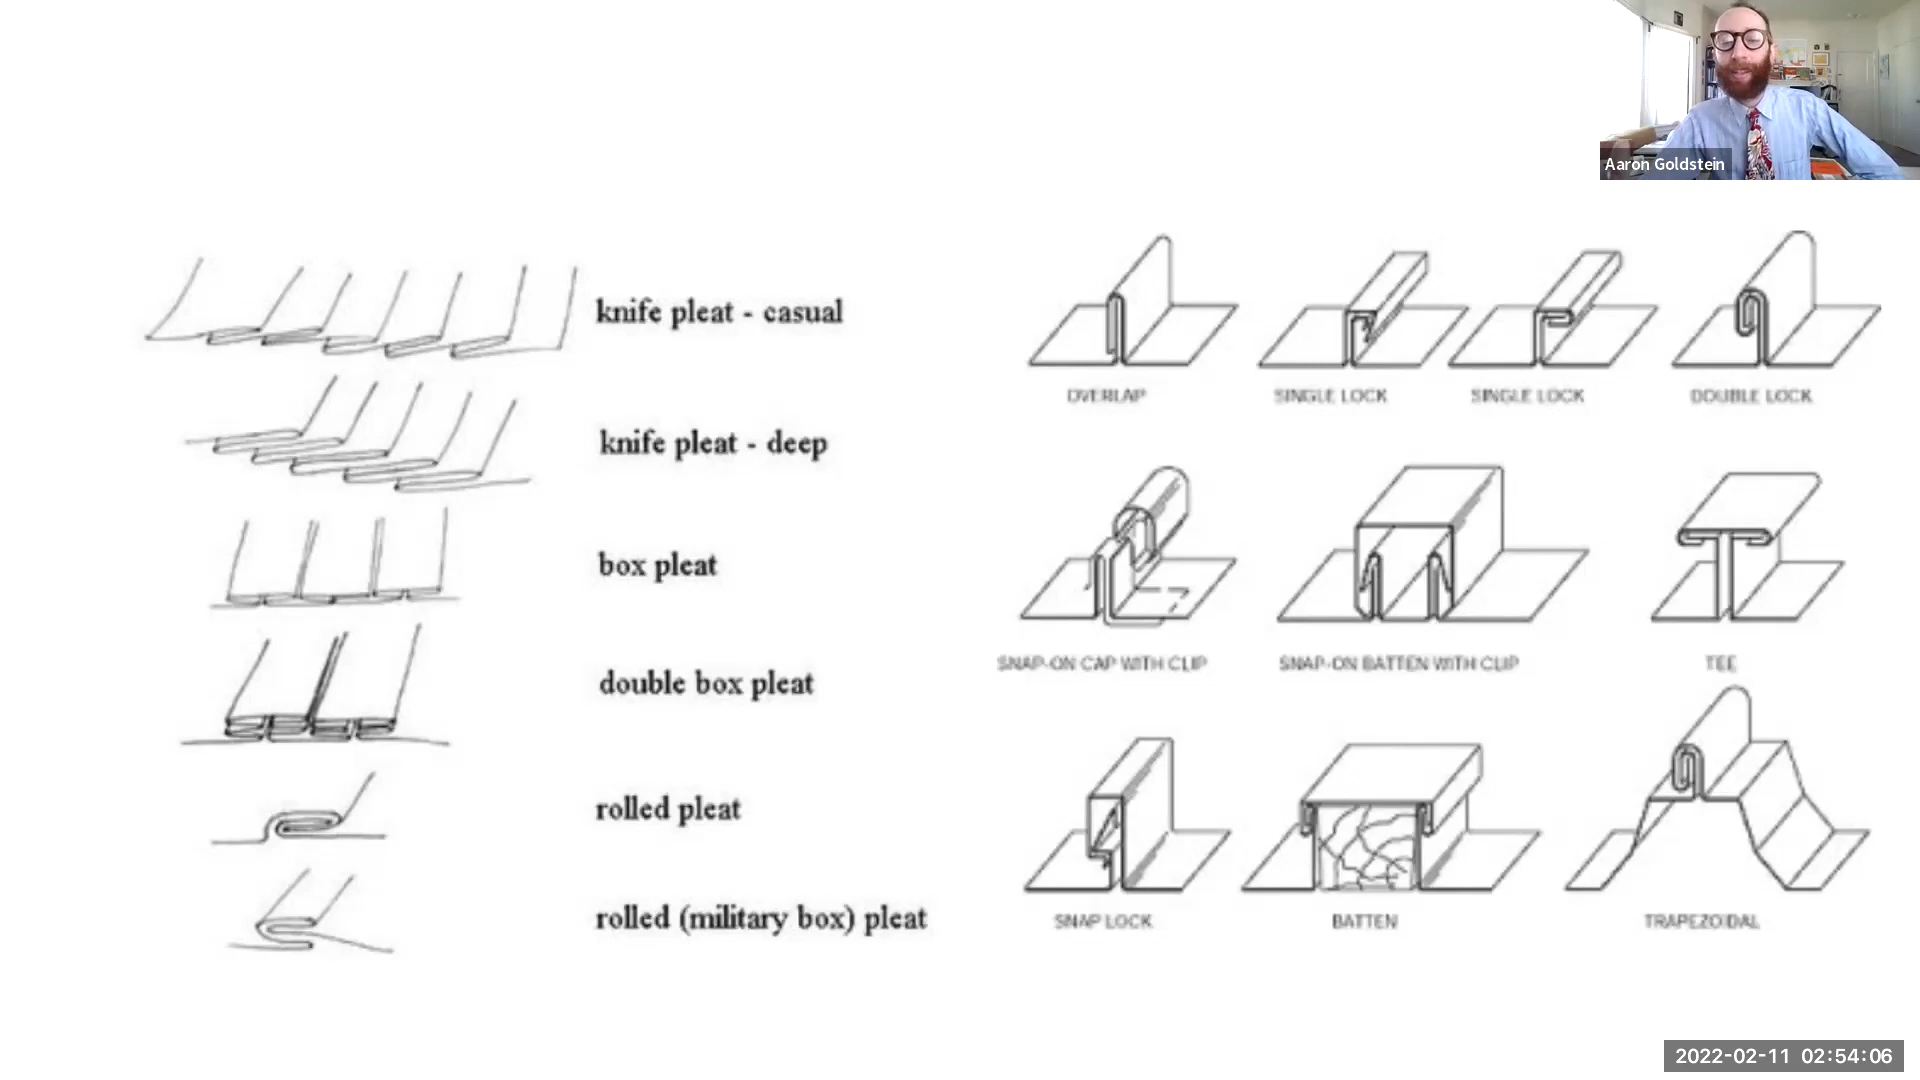 Aaron Goldstein
knife pleat - casual
knife pleat - deep
box pleat
double box pleat
rolled pleat
rolled (military box) pleat
OVERLAP
SINGLE LOCK
SINGLE LOCK
DOUBLE LOCK
SNAP-ON CAP WITH CLIP
SNAP-ON BATTEN WITH CLIP
TEE
SNAP LOCK
BATTEN
TRAPEZOIDAL
2022-02-11 02:54:06